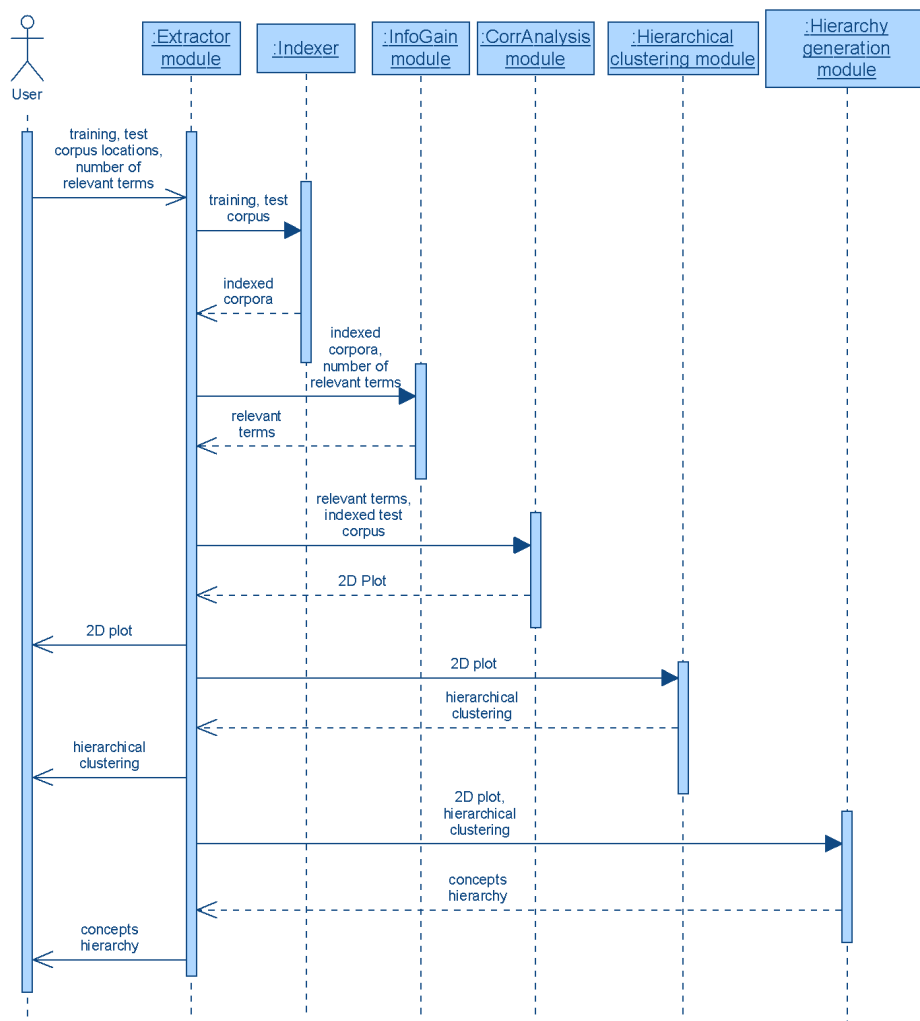 :Extractor
module
:Indexer
:InfoGain
module
:CorrAnalysis
module
:Hierarchical
clustering module
:Hierarchy
generation
module
User
training, test
corpus locations,
number of
relevant terms
training, test
corpus
indexed
corpora
indexed
corpora,
number of
relevant terms
relevant
terms
relevant terms,
indexed test
corpus
2D Plot
2D plot
2D plot
hierarchical
clustering
hierarchical
clustering
2D plot,
hierarchical
clustering
concepts
hierarchy
concepts
hierarchy